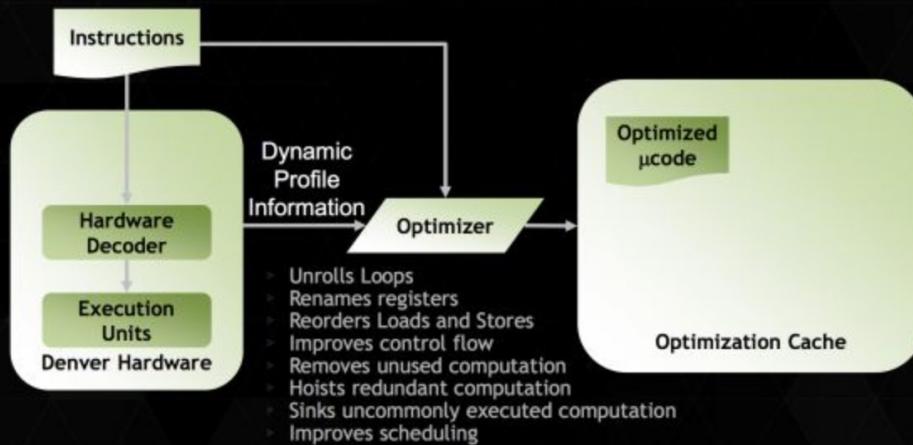 Instructions
Dynamic
Profile
Information
Hardware
Decoder
Execution
Units
Denver Hardware
Optimizer
Unrolls Loops
Renames registers
Reorders Loads and Stores
Improves control flow
Removes unused computation
Hoists redundant computation
Sinks uncommonly executed computation
Improves scheduling
Optimized
μcode
Optimization Cache